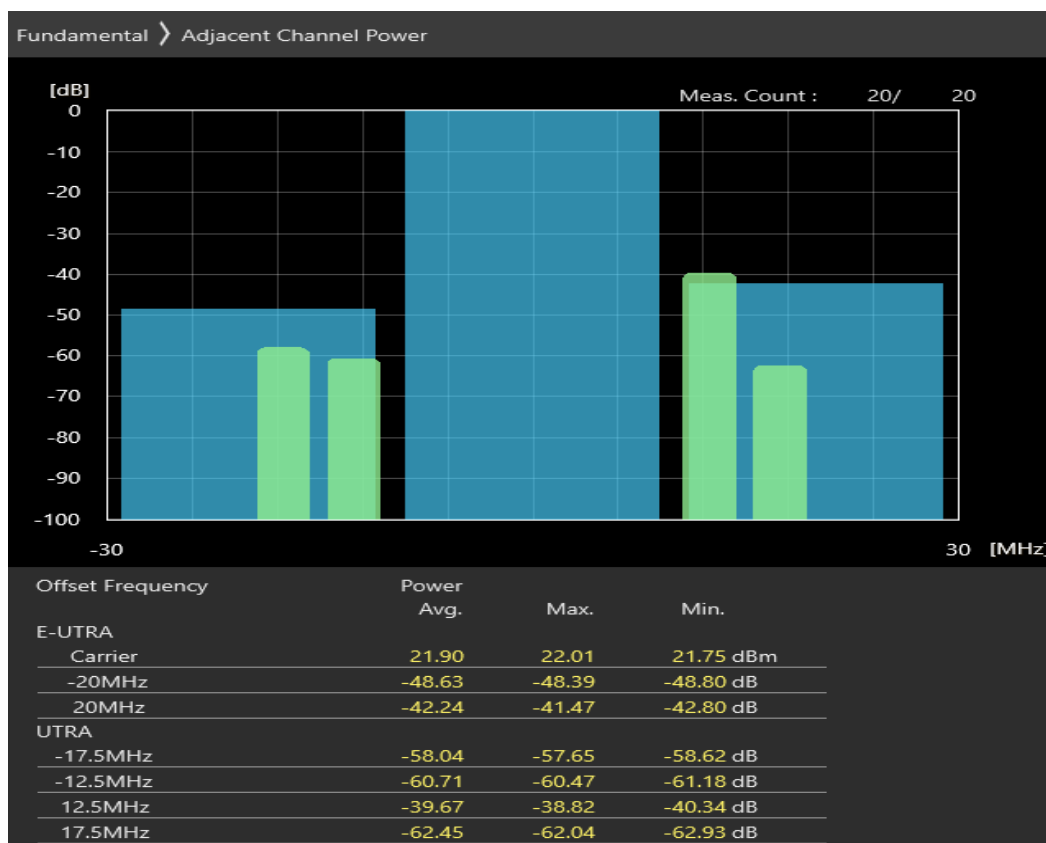 Fundamental 〉 Adjacent Channel Power
[dB]
Meas. Count : 20/ 20
0
-10
-20
-30
-40
-50
-60
-70
-80
-90
-100
-30 30 [MHz]
Offset Frequency Power
Avg. Max. Min.
E-UTRA
Carrier 21.90 22.01 21.75 dBm
-20MHz -48.63 -48.39 -48.80 dB
20MHz -42.24 -41.47 -42.80 dB
UTRA
-17.5MHz -58.04 -57.65 -58.62 dB
-12.5MHz -60.71 -60.47 -61.18 dB
12.5MHz -39.67 -38.82 -40.34 dB
17.5MHz -62.45 -62.04 -62.93 dB